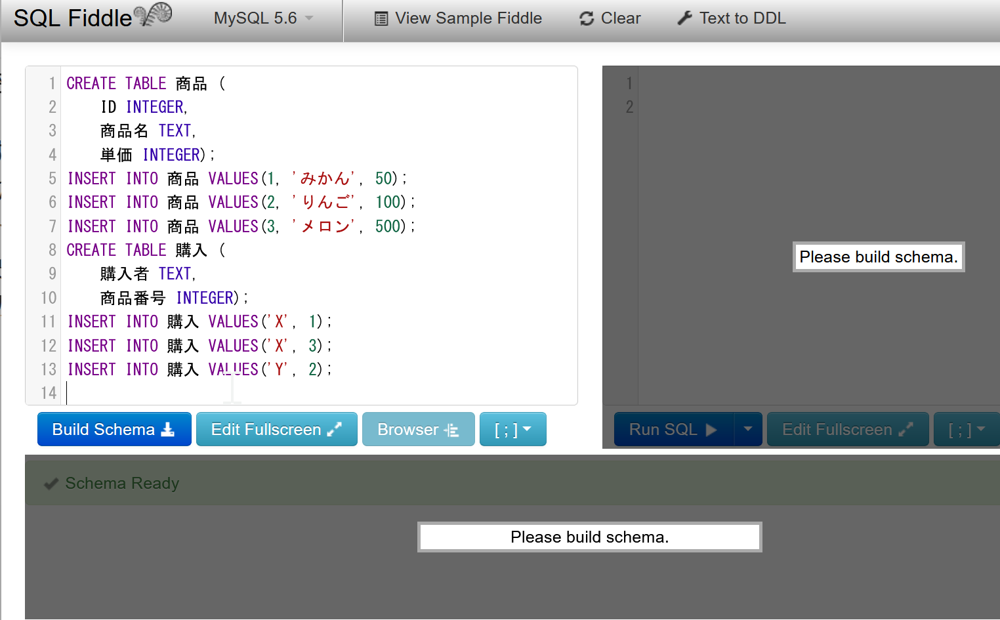 SQL Fiddle
MySQL 5.6
View Sample Fiddle
Clear
Text to DDL
1 CREATE TABLE 商品 (
2 ID INTEGER,
3 商品名 TEXT,
4 単価 INTEGER);
5 INSERT INTO 商品 VALUES(1, 'みかん', 50);
6 INSERT INTO 商品 VALUES(2, 'りんご', 100);
7 INSERT INTO 商品 VALUES(3, 'メロン', 500);
8 CREATE TABLE 購入 (
9 購入者 TEXT,
10 商品番号 INTEGER);
11 INSERT INTO 購入 VALUES('X', 1);
12 INSERT INTO 購入 VALUES('X', 3);
13 INSERT INTO 購入 VALUES('Y', 2);
14
Build Schema
Edit Fullscreen
Browser
[ ; ]
1
2
Please build schema.
Run SQL
Edit Fullscreen
[ ; ]
Schema Ready
Please build schema.